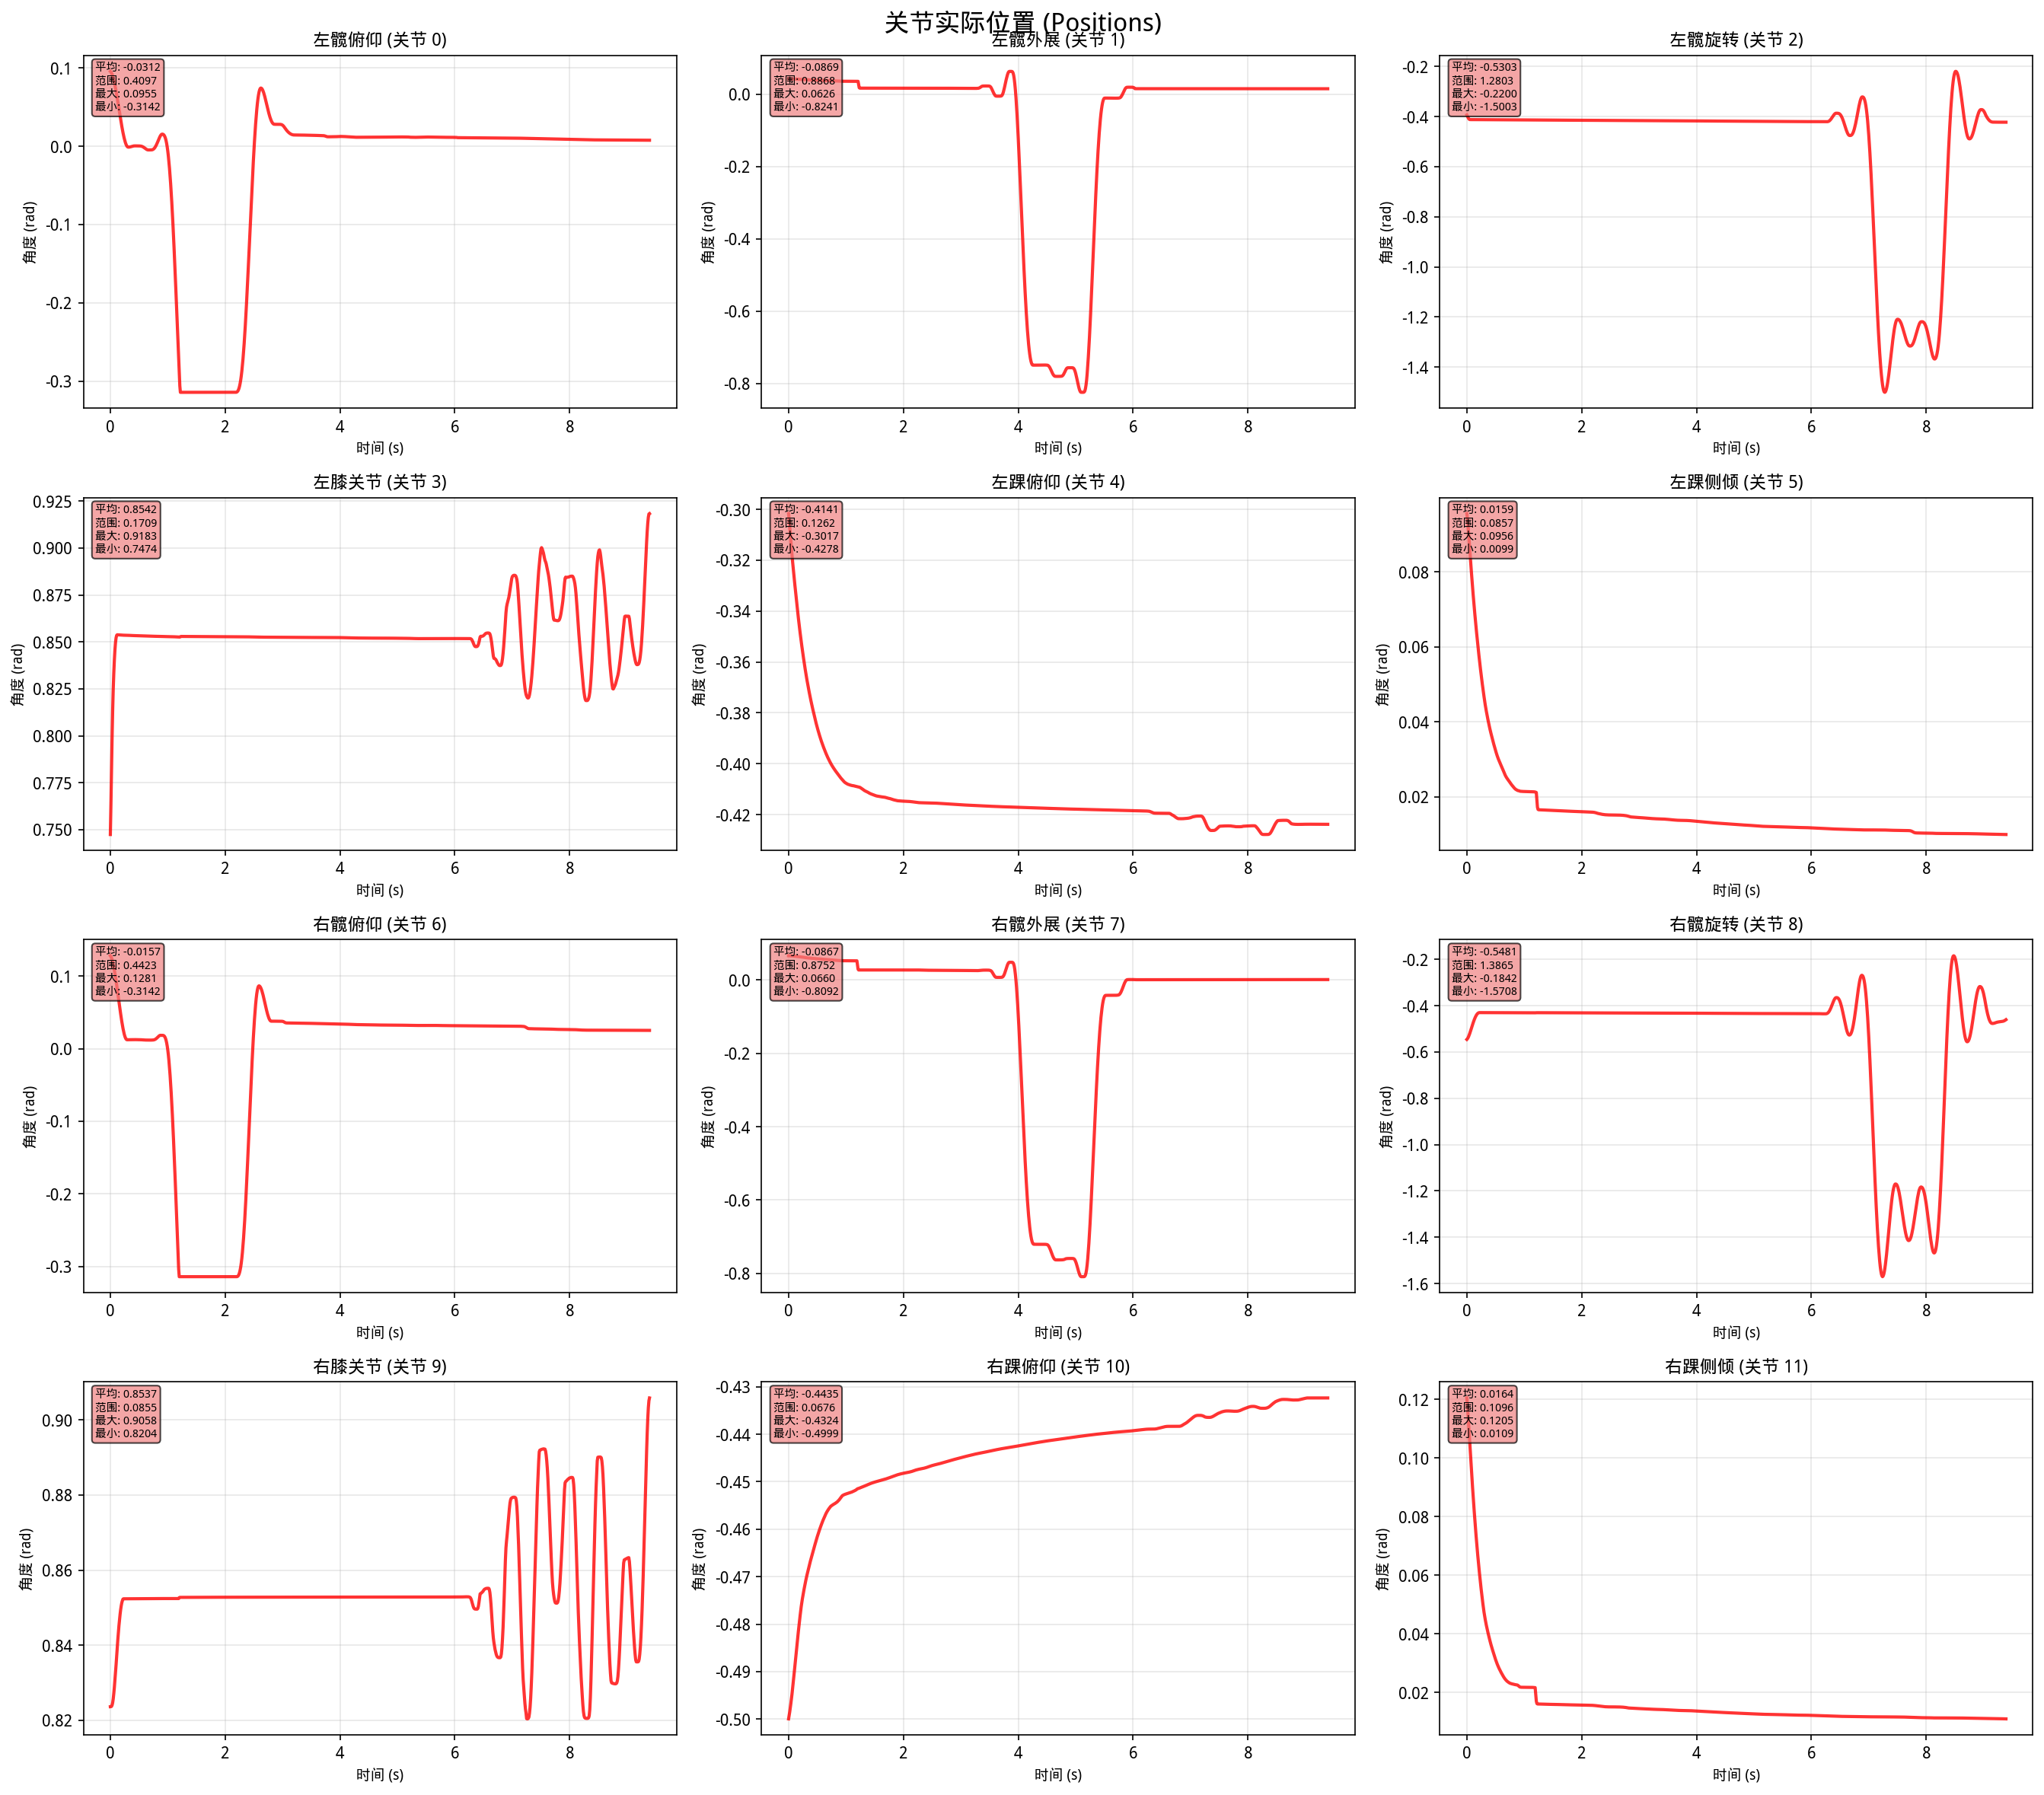 关节实际位置 (Positions)
左髋俯仰 (关节 0)
平均: -0.0312
范围: 0.4097
最大: 0.0955
最小: -0.3142
角度 (rad)
0.1
0.0
-0.1
-0.2
-0.3
0 2 4 6 8
时间 (s)
左髋外展 (关节 1)
平均: -0.0869
范围: 0.8868
最大: 0.0626
最小: -0.8241
角度 (rad)
0.0
-0.2
-0.4
-0.6
-0.8
0 2 4 6 8
时间 (s)
左髋旋转 (关节 2)
平均: -0.5303
范围: 1.2803
最大: -0.2200
最小: -1.5003
角度 (rad)
-0.2
-0.4
-0.6
-0.8
-1.0
-1.2
-1.4
0 2 4 6 8
时间 (s)
左膝关节 (关节 3)
平均: 0.8542
范围: 0.1709
最大: 0.9183
最小: 0.7474
角度 (rad)
0.925
0.900
0.875
0.850
0.825
0.800
0.775
0.750
0 2 4 6 8
时间 (s)
左踝俯仰 (关节 4)
平均: -0.4141
范围: 0.1262
最大: -0.3017
最小: -0.4278
角度 (rad)
-0.30
-0.32
-0.34
-0.36
-0.38
-0.40
-0.42
0 2 4 6 8
时间 (s)
左踝侧倾 (关节 5)
平均: 0.0159
范围: 0.0857
最大: 0.0956
最小: 0.0099
角度 (rad)
0.08
0.06
0.04
0.02
0 2 4 6 8
时间 (s)
右髋俯仰 (关节 6)
平均: -0.0157
范围: 0.4423
最大: 0.1281
最小: -0.3142
角度 (rad)
0.1
0.0
-0.1
-0.2
-0.3
0 2 4 6 8
时间 (s)
右髋外展 (关节 7)
平均: -0.0867
范围: 0.8752
最大: 0.0660
最小: -0.8092
角度 (rad)
0.0
-0.2
-0.4
-0.6
-0.8
0 2 4 6 8
时间 (s)
右髋旋转 (关节 8)
平均: -0.5481
范围: 1.3865
最大: -0.1842
最小: -1.5708
角度 (rad)
-0.2
-0.4
-0.6
-0.8
-1.0
-1.2
-1.4
-1.6
0 2 4 6 8
时间 (s)
右膝关节 (关节 9)
平均: 0.8537
范围: 0.0855
最大: 0.9058
最小: 0.8204
角度 (rad)
0.90
0.88
0.86
0.84
0.82
0 2 4 6 8
时间 (s)
右踝俯仰 (关节 10)
平均: -0.4435
范围: 0.0676
最大: -0.4324
最小: -0.4999
角度 (rad)
-0.43
-0.44
-0.45
-0.46
-0.47
-0.48
-0.49
-0.50
0 2 4 6 8
时间 (s)
右踝侧倾 (关节 11)
平均: 0.0164
范围: 0.1096
最大: 0.1205
最小: 0.0109
角度 (rad)
0.12
0.10
0.08
0.06
0.04
0.02
0 2 4 6 8
时间 (s)